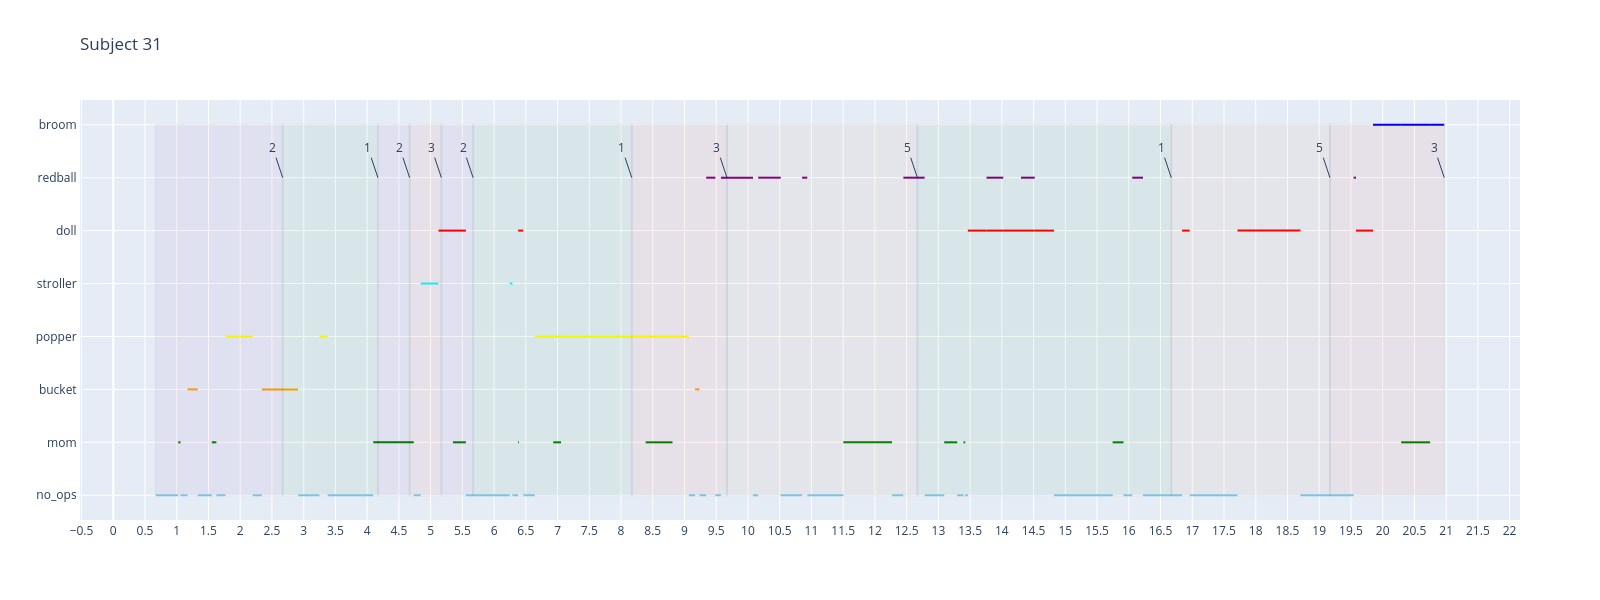 Subject 31
broom
2 1 2 3 2 1 3 5 1 5 3
redball
doll
stroller
popper
bucket
mom
no_ops
−0.5 0 0.5 1 1.5 2 2.5 3 3.5 4 4.5 5 5.5 6 6.5 7 7.5 8 8.5 9 9.5 10 10.5 11 11.5 12 12.5 13 13.5 14 14.5 15 15.5 16 16.5 17 17.5 18 18.5 19 19.5 20 20.5 21 21.5 22